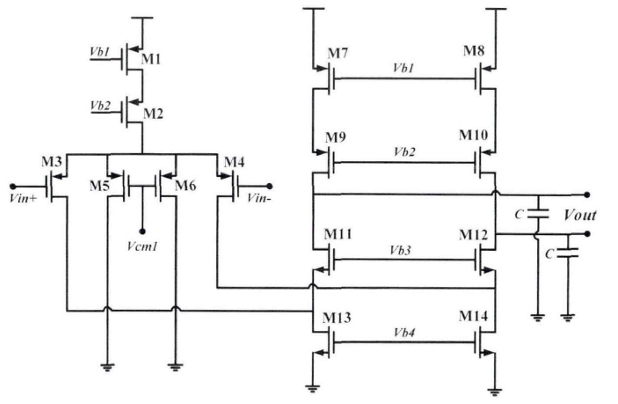 M7 M8
Vb1 Vb1
M1
Vb2
M2
M9 Vb2 M10
M3 M5 M6 M4
Vin+ Vin-
C Vout
Vcm1
M11 Vb3 M12
C
M13 M14
Vb4